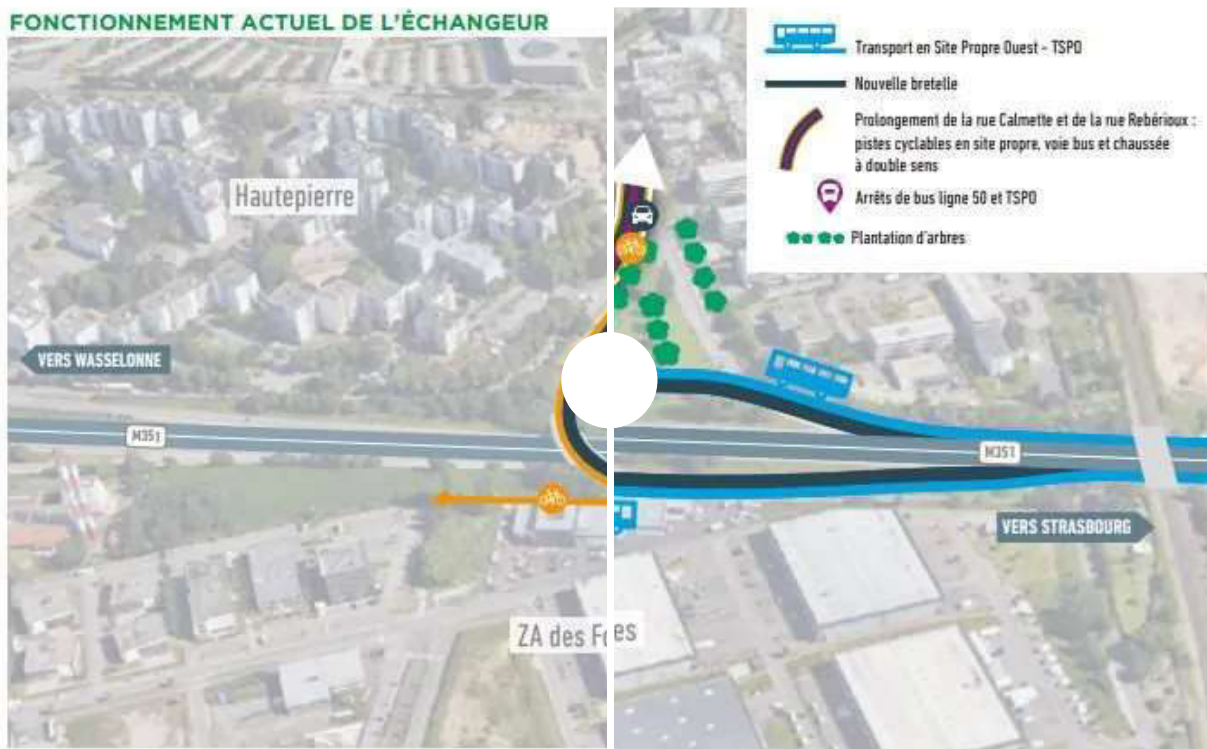 FONCTIONNEMENT ACTUEL DE L'ÉCHANGEUR
Transport en Site Propre Ouest - TSPO
Nouvelle bretelle
Prolongement de la rue Calmette et de la rue Rebérioux :
pistes cyclables en site propre, voie bus et chaussée
à double sens
Arrêts de bus ligne 50 et TSPO
Plantation d'arbres
Hautepierre
VERS WASSELONNE
M351
M351
VERS STRASBOURG
ZA des Fo
es